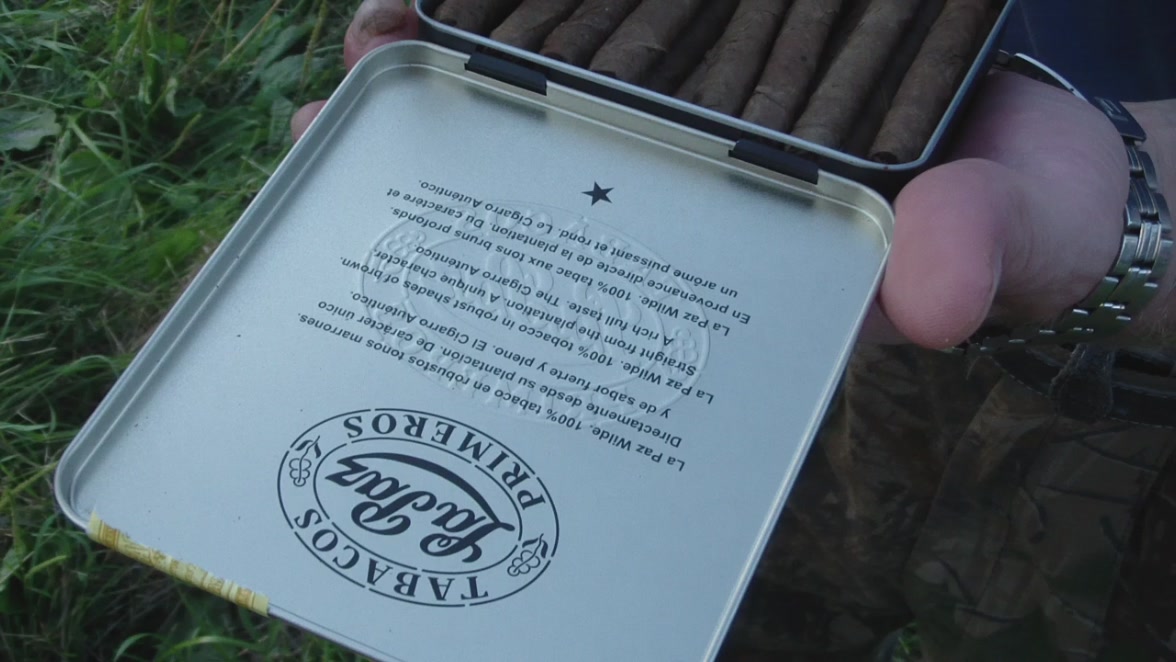 TABACOS
La Paz
PRIMEROS
La Paz Wilde. 100% tabaco en robustos tonos marrones.
Directamente desde su plantación De carácter único
y de sabor fuerte y pleno. El Cigarro Auténtico.
La Paz Wilde. 100% tobacco in robust shades of brown.
Straight from the plantation. A unique character.
A rich full taste. The Cigarro Auténtico
La Paz Wilde. 100% tabac aux tons bruns profonds.
En provenance directe de la plantation. Du caractère et
un arôme puissant et rond. Le Cigarro Auténtico.